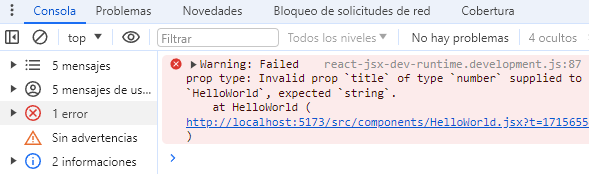 Consola Problemas Novedades Bloqueo de solicitudes de red Cobertura
top Filtrar Todos los niveles No hay problemas 4 ocultos
5 mensajes
5 mensajes de us...
1 error
Sin advertencias
2 informaciones
Warning: Failed react-jsx-dev-runtime.development.js:87
prop type: Invalid prop `title` of type `number` supplied to
`HelloWorld`, expected `string`.
at HelloWorld (
http://localhost:5173/src/components/HelloWorld.jsx?t=1715655
)